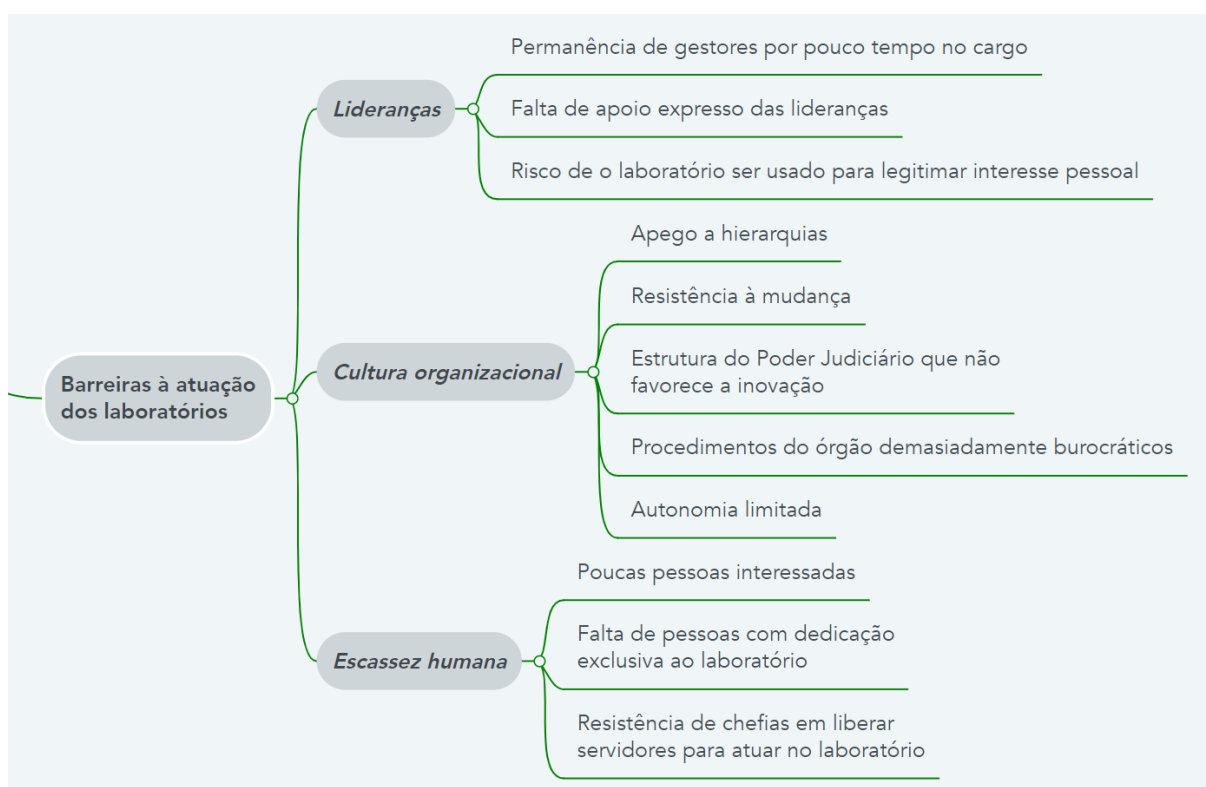 Barreiras à atuação
dos laboratórios
Lideranças
Permanência de gestores por pouco tempo no cargo
Falta de apoio expresso das lideranças
Risco de o laboratório ser usado para legitimar interesse pessoal
Cultura organizacional
Apego a hierarquias
Resistência à mudança
Estrutura do Poder Judiciário que não
favorece a inovação
Procedimentos do órgão demasiadamente burocráticos
Autonomia limitada
Escassez humana
Poucas pessoas interessadas
Falta de pessoas com dedicação
exclusiva ao laboratório
Resistência de chefias em liberar
servidores para atuar no laboratório